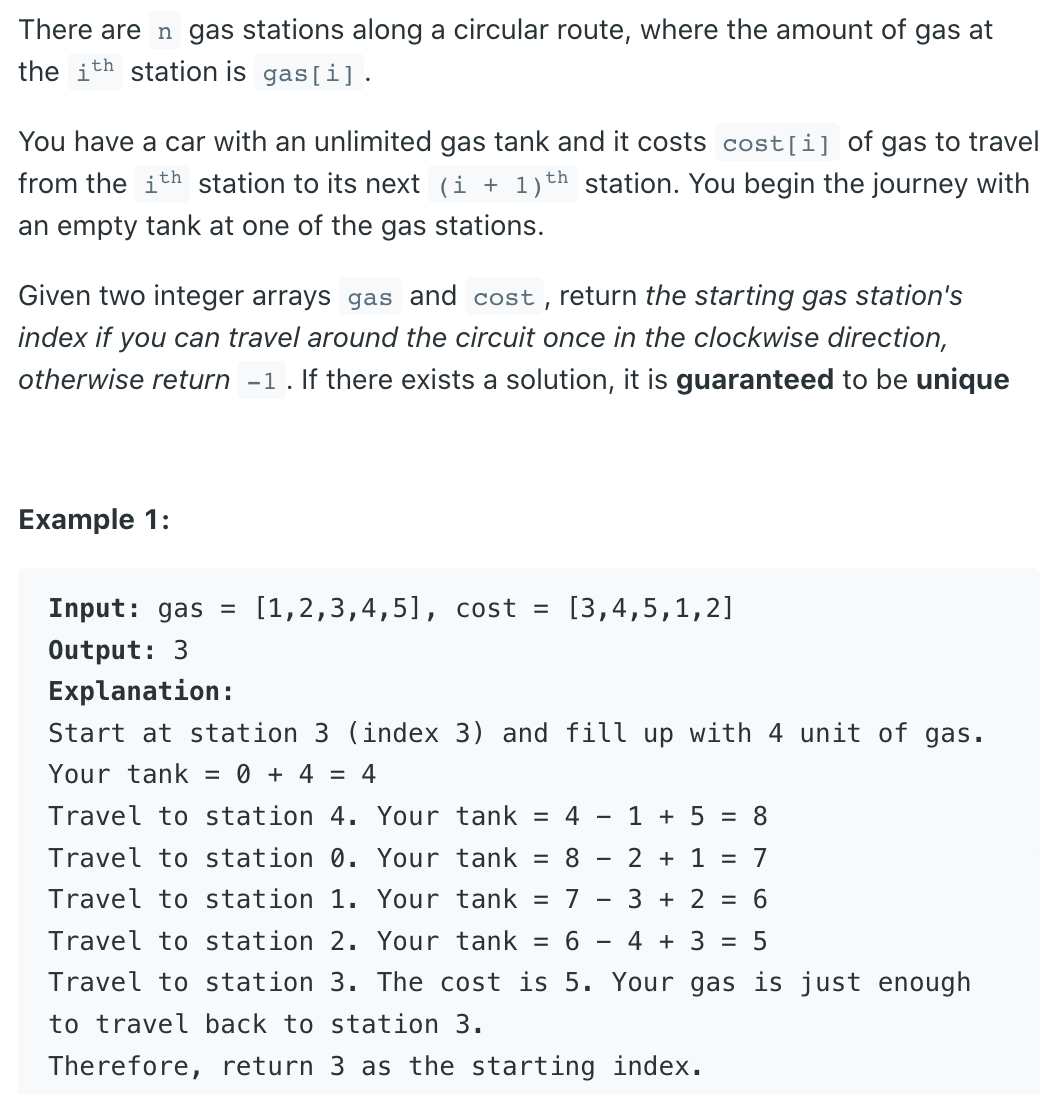 There are n gas stations along a circular route, where the amount of gas at
the ith station is gas[i] .
You have a car with an unlimited gas tank and it costs cost[i] of gas to travel
from the ith station to its next (i + 1)th station. You begin the journey with
an empty tank at one of the gas stations.
Given two integer arrays gas and cost , return the starting gas station's
index if you can travel around the circuit once in the clockwise direction,
otherwise return -1 . If there exists a solution, it is guaranteed to be unique
Example 1:
Input: gas = [1,2,3,4,5], cost = [3,4,5,1,2]
Output: 3
Explanation:
Start at station 3 (index 3) and fill up with 4 unit of gas.
Your tank = 0 + 4 = 4
Travel to station 4. Your tank = 4 - 1 + 5 = 8
Travel to station 0. Your tank = 8 - 2 + 1 = 7
Travel to station 1. Your tank = 7 - 3 + 2 = 6
Travel to station 2. Your tank = 6 - 4 + 3 = 5
Travel to station 3. The cost is 5. Your gas is just enough
to travel back to station 3.
Therefore, return 3 as the starting index.